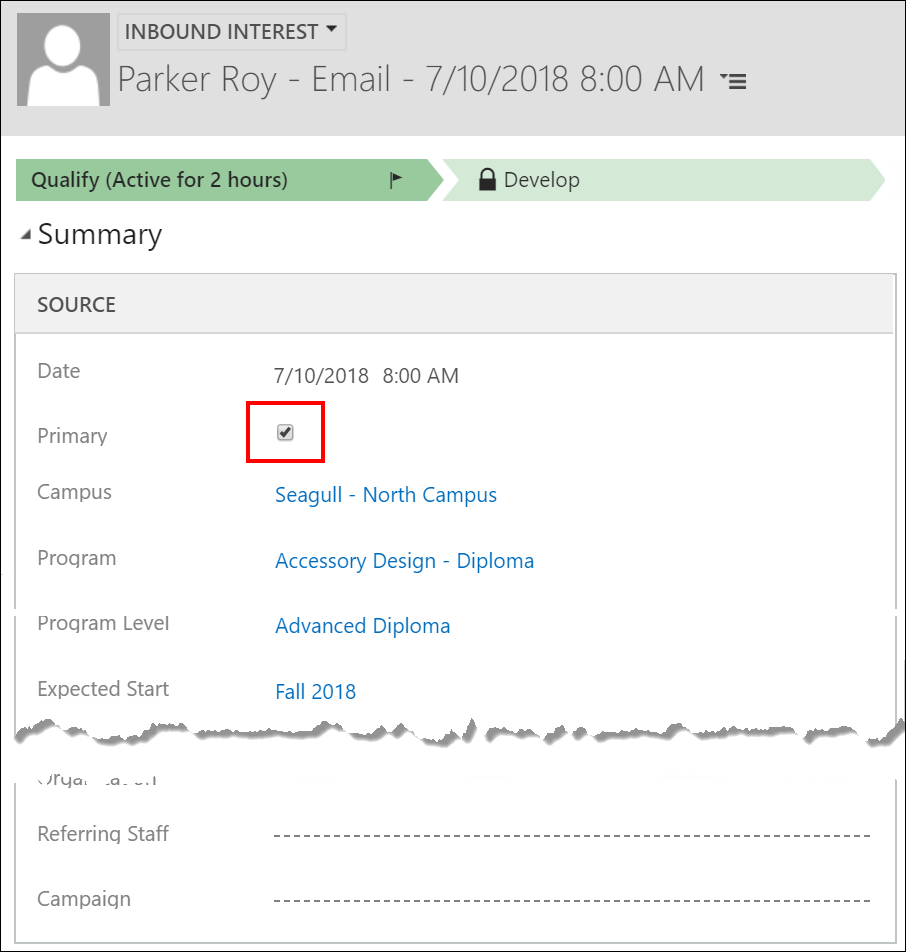 INBOUND INTEREST
Parker Roy - Email - 7/10/2018 8:00 AM
Qualify (Active for 2 hours)
Develop
Summary
SOURCE
Date 7/10/2018 8:00 AM
Primary
Campus Seagull - North Campus
Program Accessory Design - Diploma
Program Level Advanced Diploma
Expected Start Fall 2018
Referring Staff
Campaign